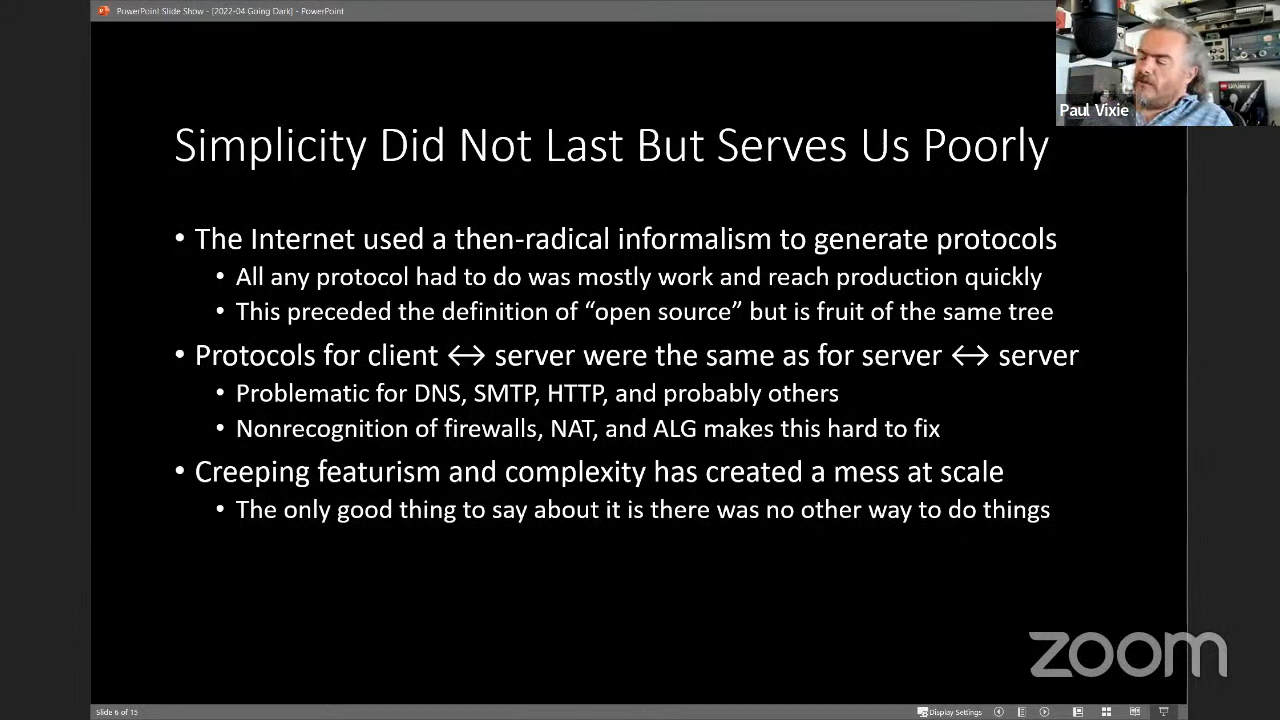 PowerPoint Slide Show - [2022-04 Going Dark] - PowerPoint
Paul Vixie
Simplicity Did Not Last But Serves Us Poorly
• The Internet used a then-radical informalism to generate protocols
• All any protocol had to do was mostly work and reach production quickly
• This preceded the definition of “open source” but is fruit of the same tree
• Protocols for client ↔ server were the same as for server ↔ server
• Problematic for DNS, SMTP, HTTP, and probably others
• Nonrecognition of firewalls, NAT, and ALG makes this hard to fix
• Creeping featurism and complexity has created a mess at scale
• The only good thing to say about it is there was no other way to do things
zoom
Slide 6 of 15
Display Settings